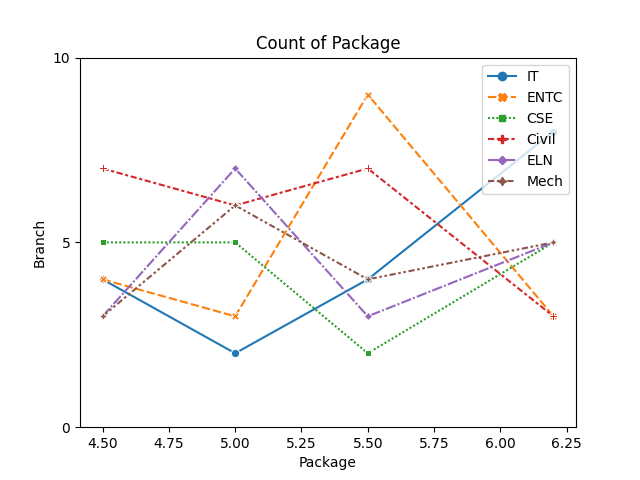 Count of Package
10
5
0
Branch
IT
ENTC
CSE
Civil
ELN
Mech
4.50 4.75 5.00 5.25 5.50 5.75 6.00 6.25
Package